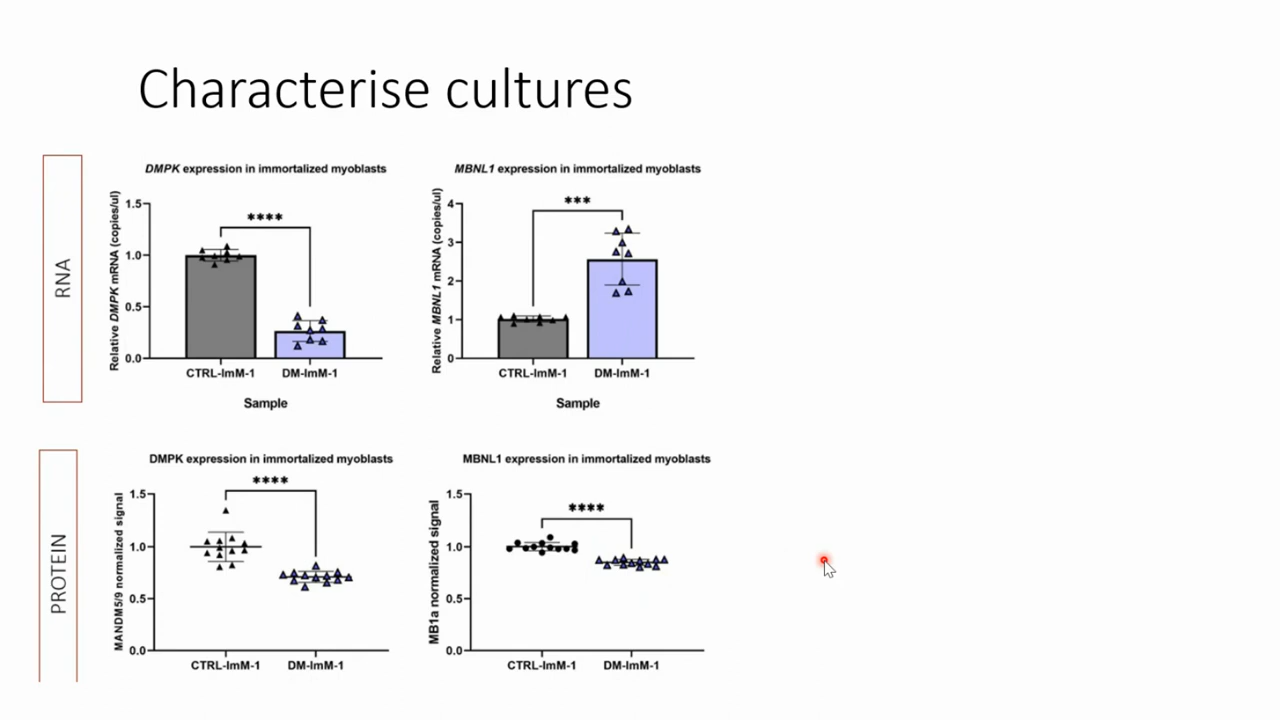 Characterise cultures
RNA
DMPK expression in immortalized myoblasts
Relative DMPK mRNA (copies/ul)
1.5
1.0
0.5
0.0
****
CTRL-ImM-1 DM-ImM-1
Sample
MBNL1 expression in immortalized myoblasts
Relative MBNL1 mRNA (copies/ul)
4
3
2
1
0
***
CTRL-ImM-1 DM-ImM-1
Sample
PROTEIN
DMPK expression in immortalized myoblasts
MANDM5/9 normalized signal
1.5
1.0
0.5
0.0
****
CTRL-ImM-1 DM-ImM-1
MBNL1 expression in immortalized myoblasts
MB1a normalized signal
1.5
1.0
0.5
0.0
****
CTRL-ImM-1 DM-ImM-1